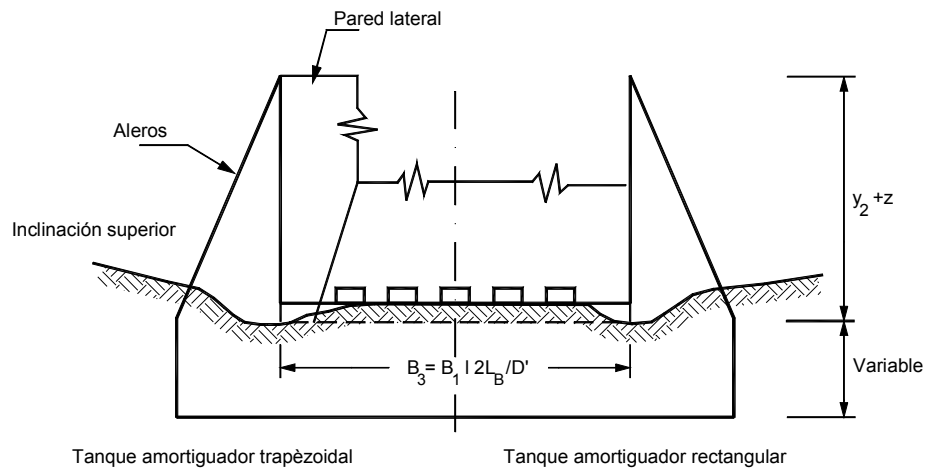 Pared lateral
Aleros
Inclinación superior
y2 +z
B3= B1 l 2LB/D'
Variable
Tanque amortiguador trapèzoidal
Tanque amortiguador rectangular